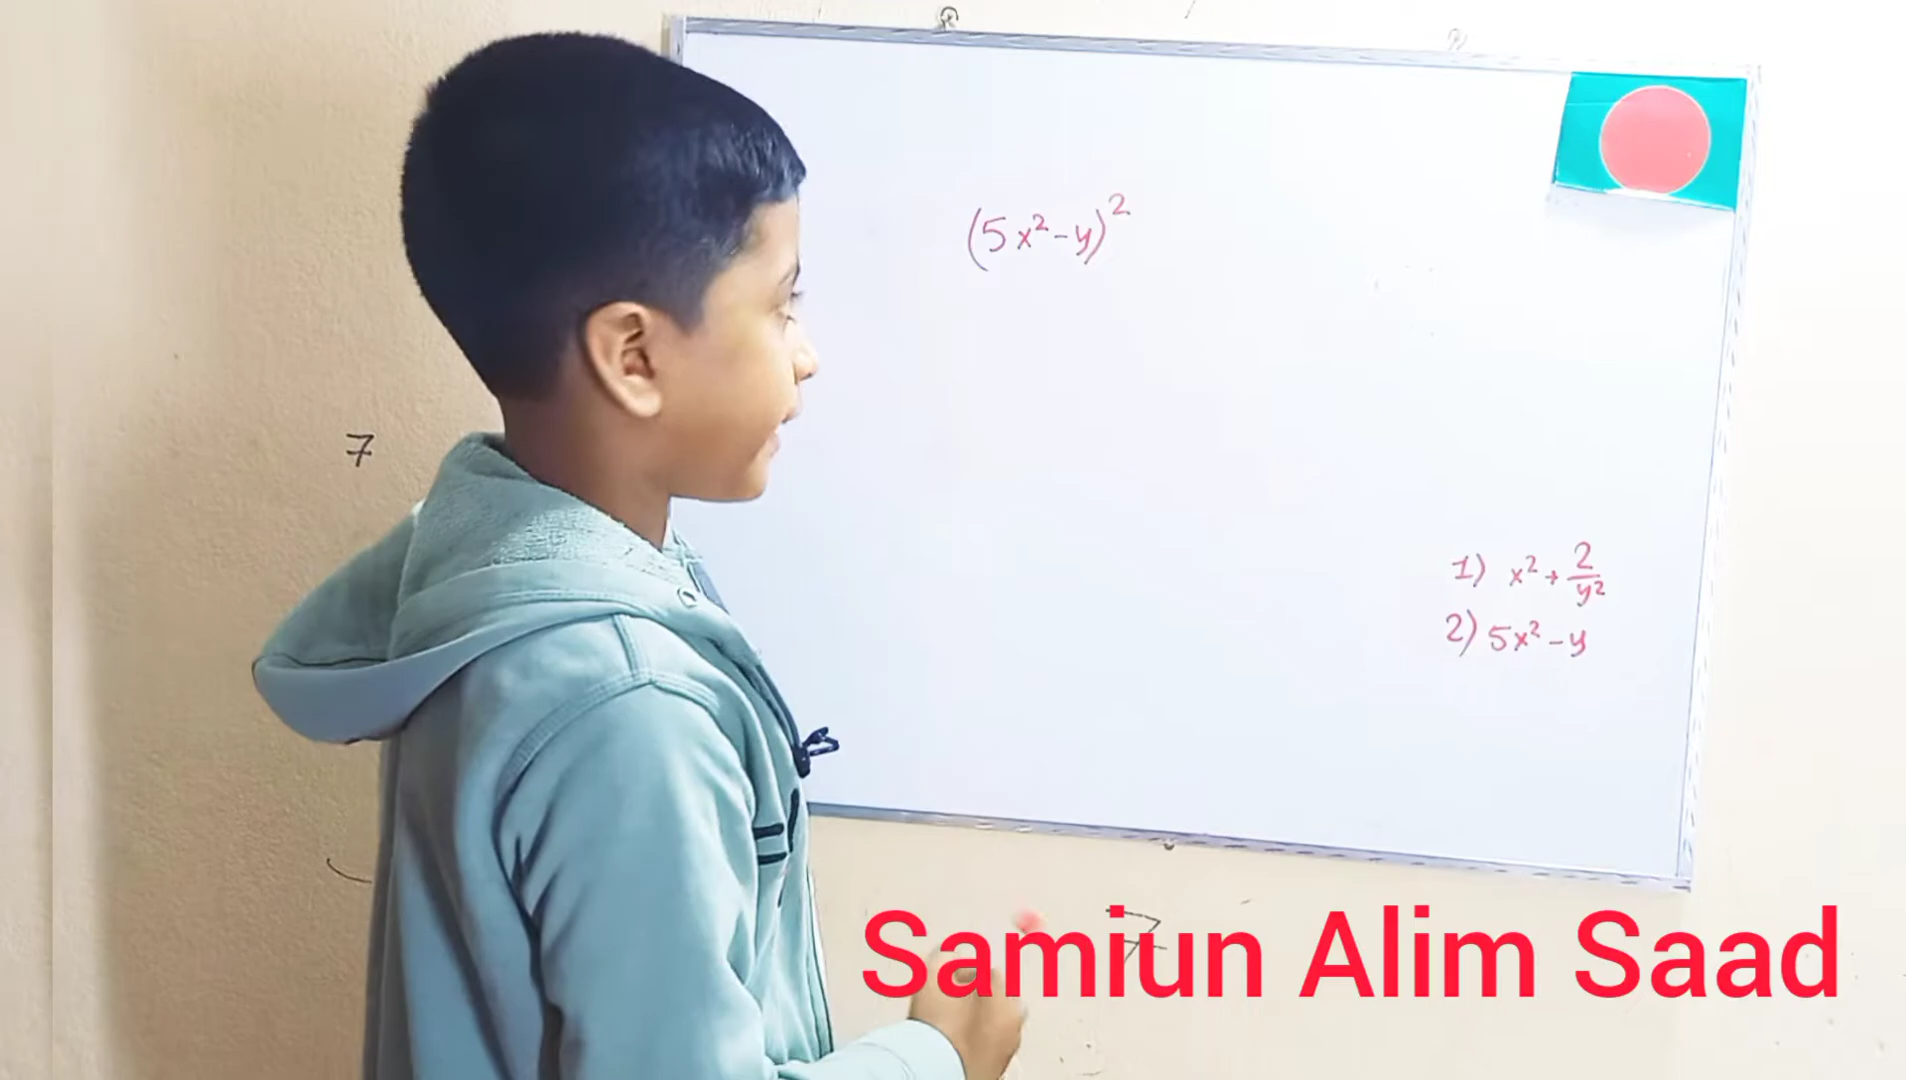 (5x²-y)²
7
1) x² + 2/y²
2) 5x² - y
Samiun Alim Saad